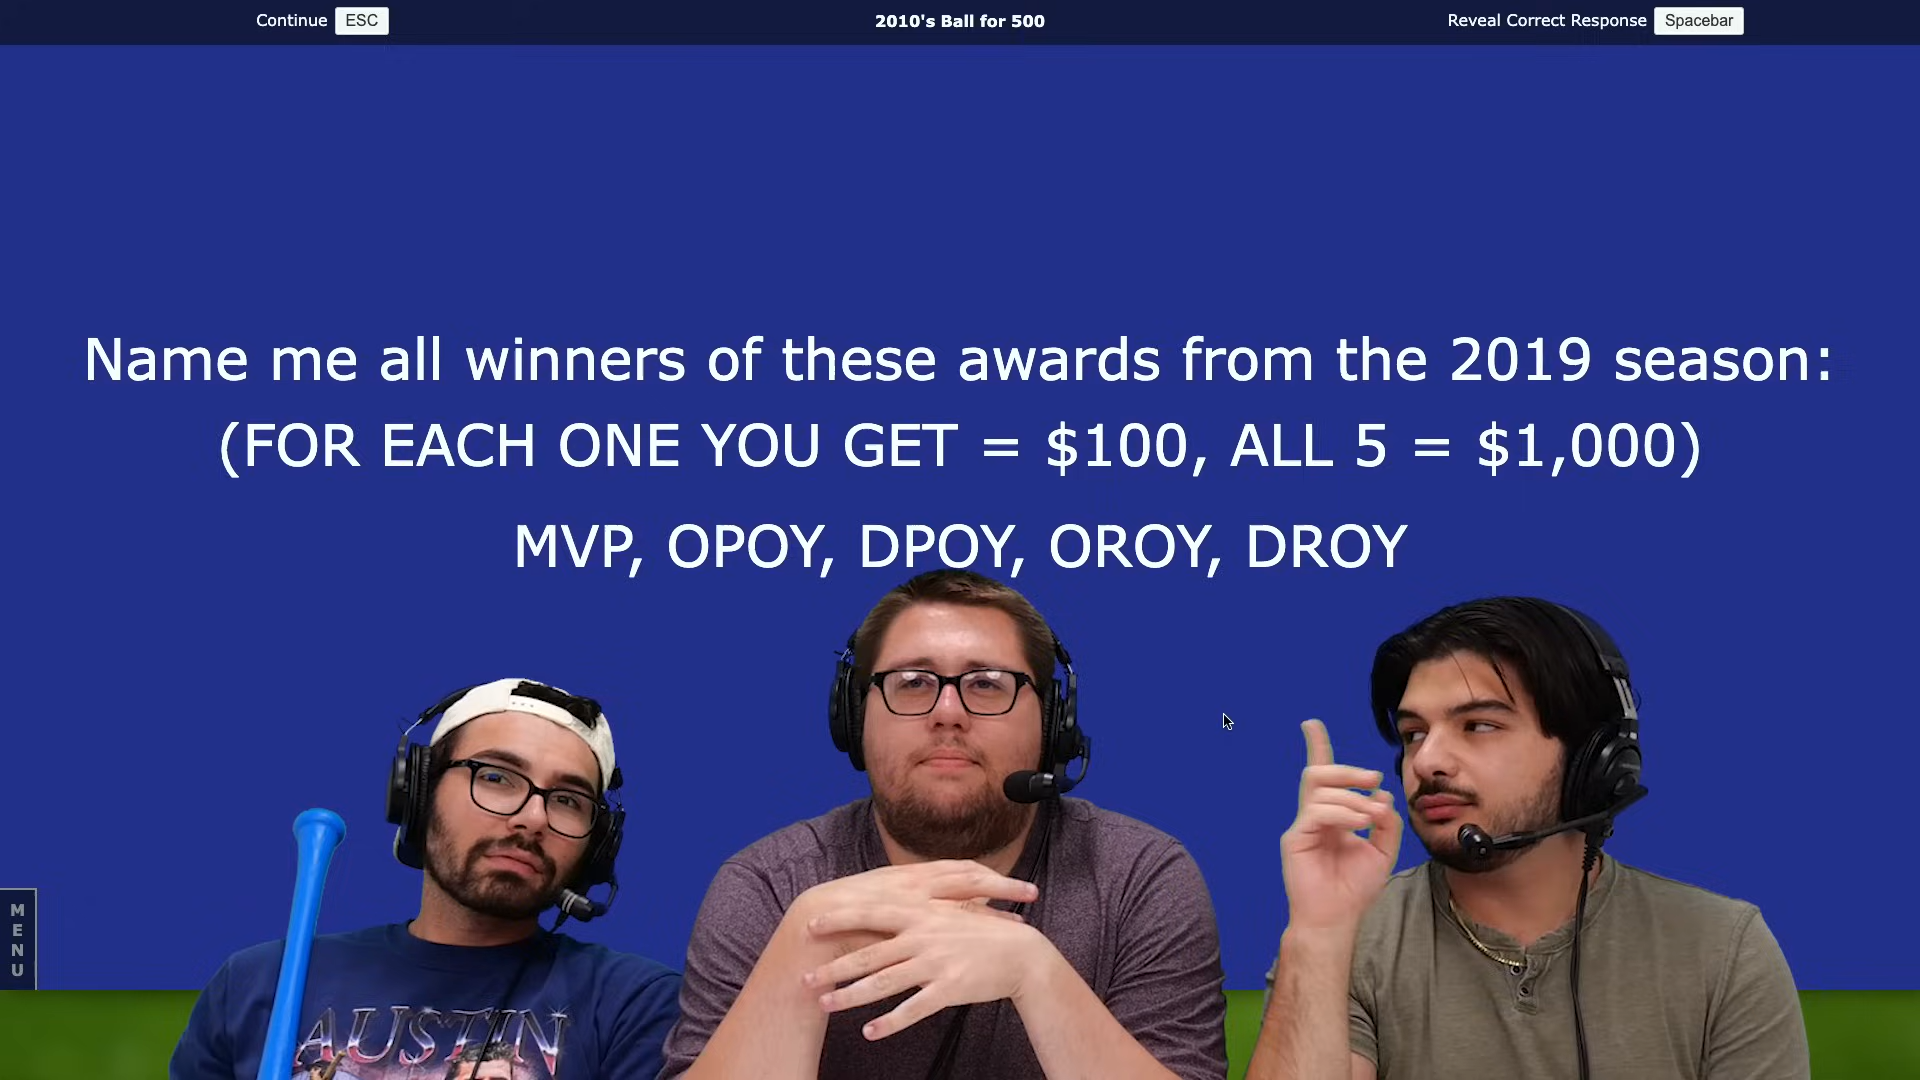 Continue ESC
2010's Ball for 500
Reveal Correct Response Spacebar
Name me all winners of these awards from the 2019 season:
(FOR EACH ONE YOU GET = $100, ALL 5 = $1,000)
MVP, OPOY, DPOY, OROY, DROY
MENU
AUSTIN